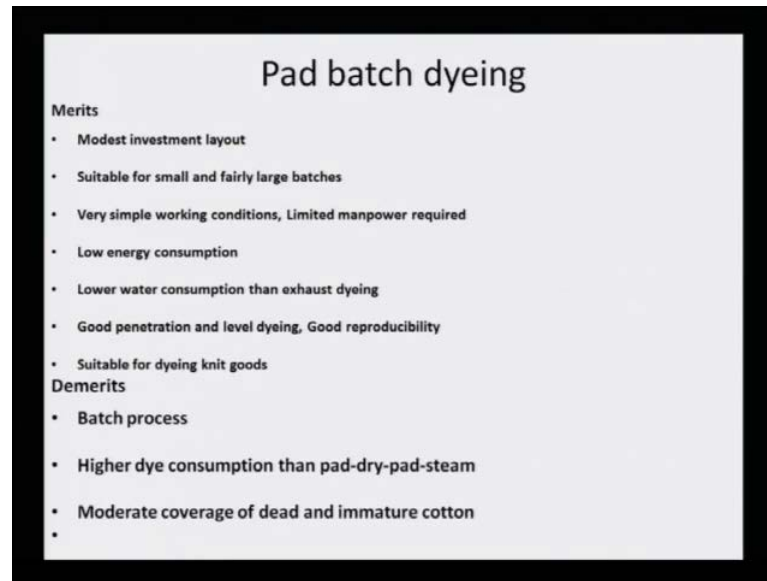 Pad batch dyeing
Merits
• Modest investment layout
• Suitable for small and fairly large batches
• Very simple working conditions, Limited manpower required
• Low energy consumption
• Lower water consumption than exhaust dyeing
• Good penetration and level dyeing, Good reproducibility
• Suitable for dyeing knit goods
Demerits
• Batch process
• Higher dye consumption than pad-dry-pad-steam
• Moderate coverage of dead and immature cotton
•